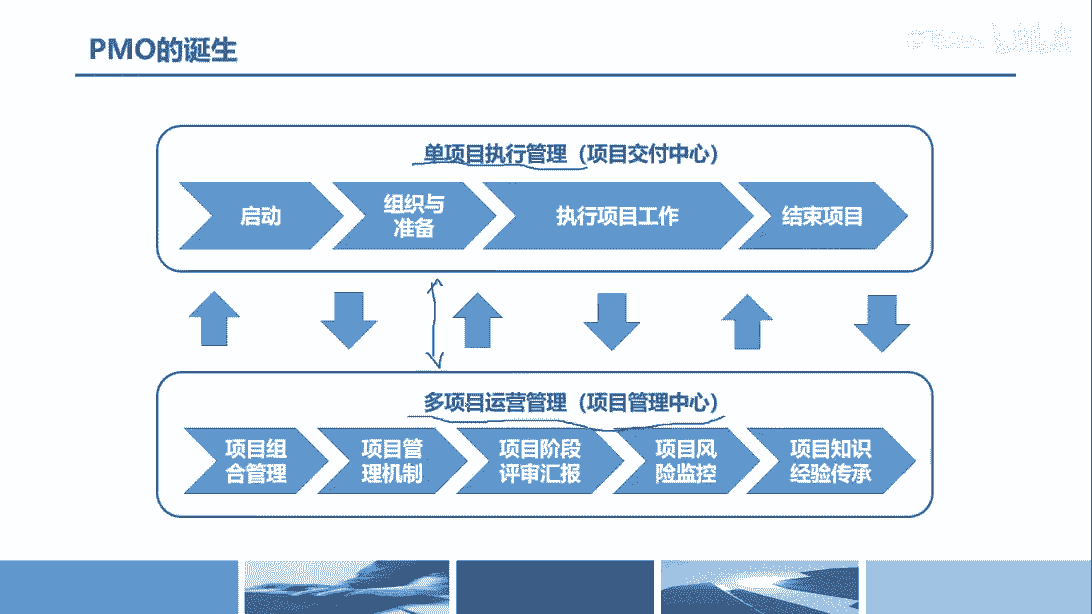 PMO的诞生
单项目执行管理（项目交付中心）
启动
组织与
准备
执行项目工作
结束项目
多项目运营管理（项目管理中心）
项目组
合管理
项目管
理机制
项目阶段
评审汇报
项目风
险监控
项目知识
经验传承